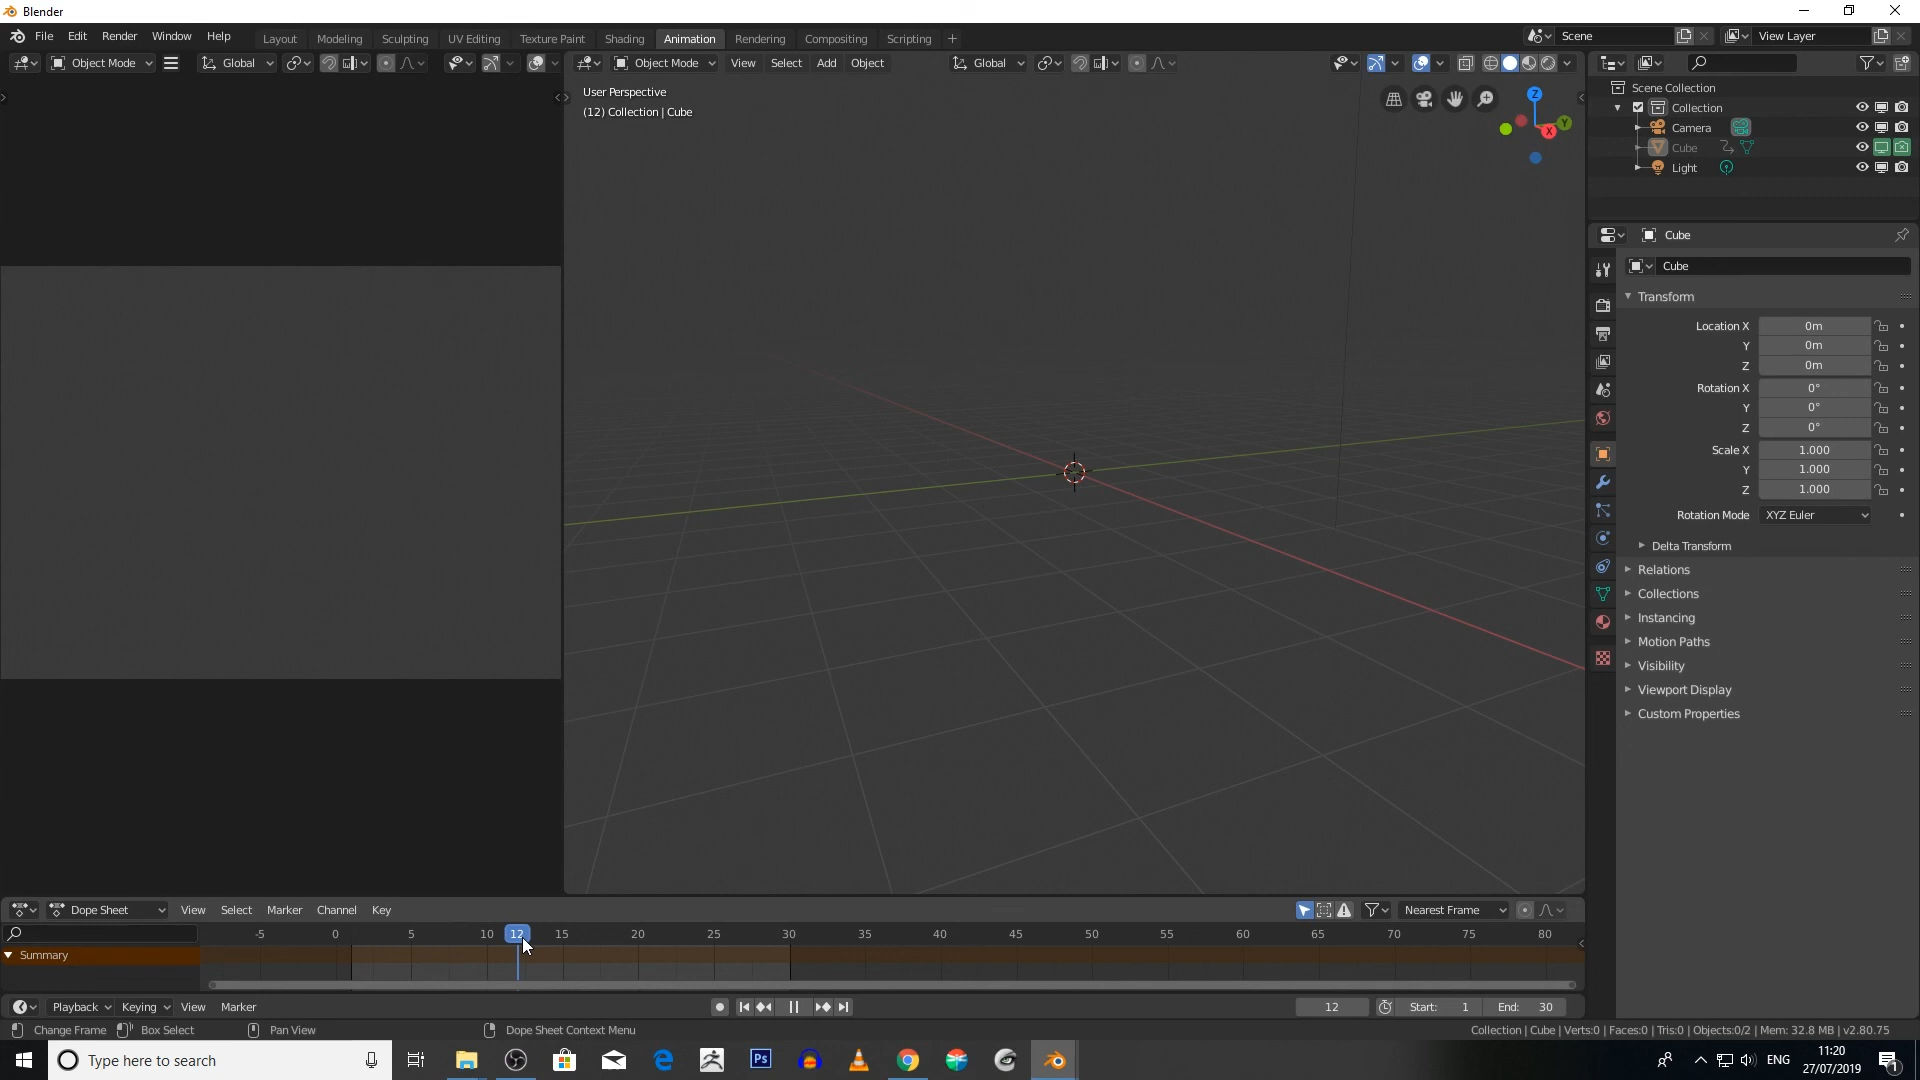 Blender
File Edit Render Window Help
Layout Modeling Sculpting UV Editing Texture Paint Shading Animation Rendering Compositing Scripting +
Scene
View Layer
Object Mode
Global
Object Mode
View Select Add Object
Global
User Perspective
(12) Collection | Cube
Z
Y
X
Scene Collection
Collection
Camera
Cube
Light
Cube
Cube
Transform
Location X 0m
Y 0m
Z 0m
Rotation X 0°
Y 0°
Z 0°
Scale X 1.000
Y 1.000
Z 1.000
Rotation Mode XYZ Euler
Delta Transform
Relations
Collections
Instancing
Motion Paths
Visibility
Viewport Display
Custom Properties
Dope Sheet View Select Marker Channel Key
Nearest Frame
-5 0 5 10 12 15 20 25 30 35 40 45 50 55 60 65 70 75 80
Summary
Playback Keying View Marker
12
Start: 1
End: 30
Change Frame Box Select Pan View Dope Sheet Context Menu
Collection | Cube | Verts:0 | Faces:0 | Tris:0 | Objects:0/2 | Mem: 32.8 MB | v2.80.75
Type here to search
Ps
ENG
11:20
27/07/2019
1